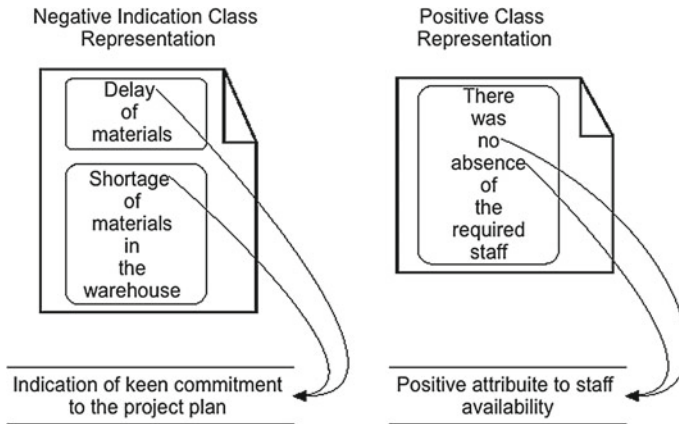 Negative Indication Class
Representation
Delay
of
materials
Shortage
of
materials
in
the
warehouse
Indication of keen commitment
to the project plan
Positive Class
Representation
There
was
no
absence
of
the
required
staff
Positive attribuite to staff
availability